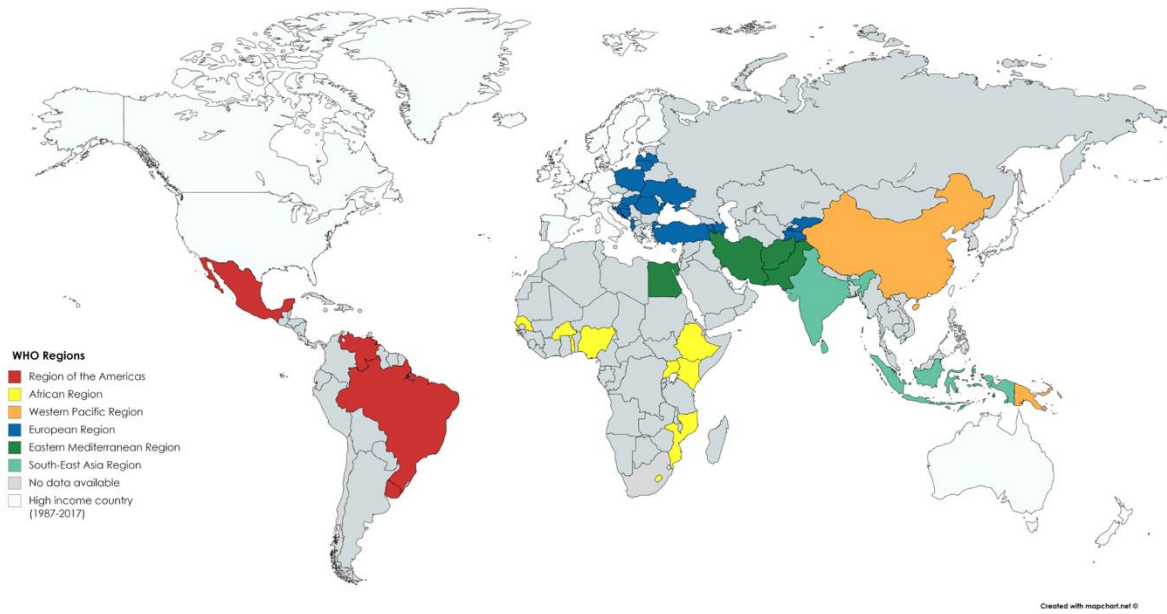 WHO Regions
Region of the Americas
African Region
Western Pacific Region
European Region
Eastern Mediterranean Region
South-East Asia Region
No data available
High income country
(1987-2017)
Created with mapchart.net ©